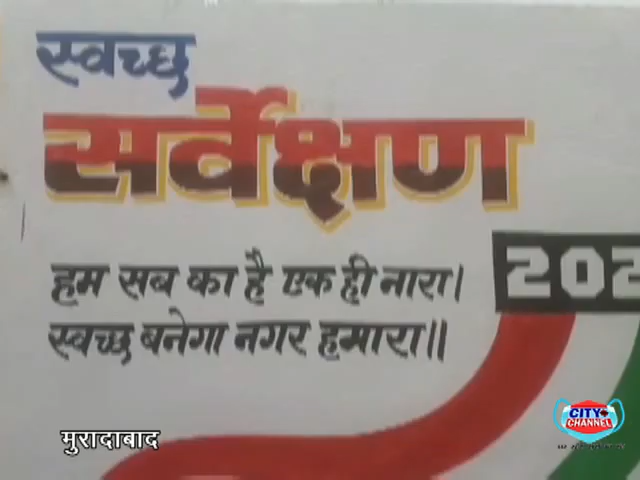 स्वच्छ
सर्वेक्षण
हम सब का है एक ही नारा।
स्वच्छ बनेगा नगर हमारा॥
202
मुरादाबाद
CITY
CHANNEL